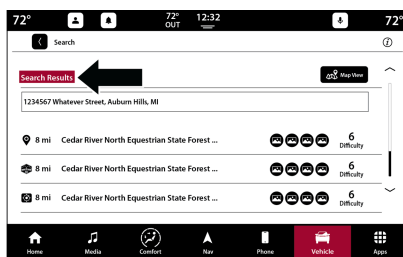 72° 72° OUT 12:32 72°
Search
Search Results Map View
1234567 Whatever Street, Auburn Hills, MI
8 mi Cedar River North Equestrian State Forest ... 6 Difficulty
8 mi Cedar River North Equestrian State Forest ... 6 Difficulty
8 mi Cedar River North Equestrian State Forest ... 6 Difficulty
Home Media Comfort Nav Phone Vehicle Apps